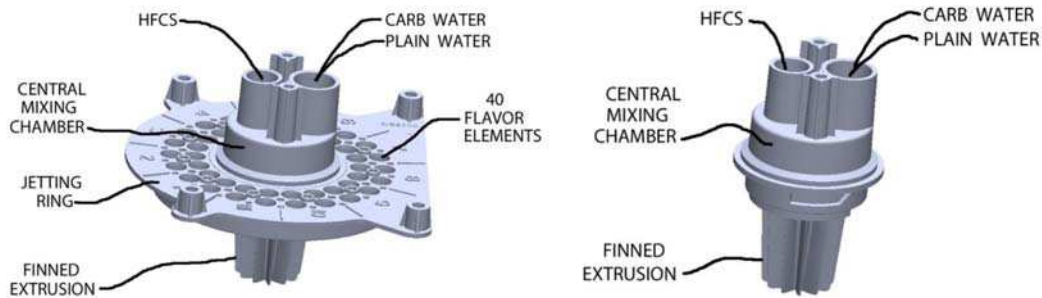 HFCS
CARB WATER
PLAIN WATER
CENTRAL
MIXING
CHAMBER
40
FLAVOR
ELEMENTS
JETTING
RING
FINNED
EXTRUSION
HFCS
CARB WATER
PLAIN WATER
CENTRAL
MIXING
CHAMBER
FINNED
EXTRUSION